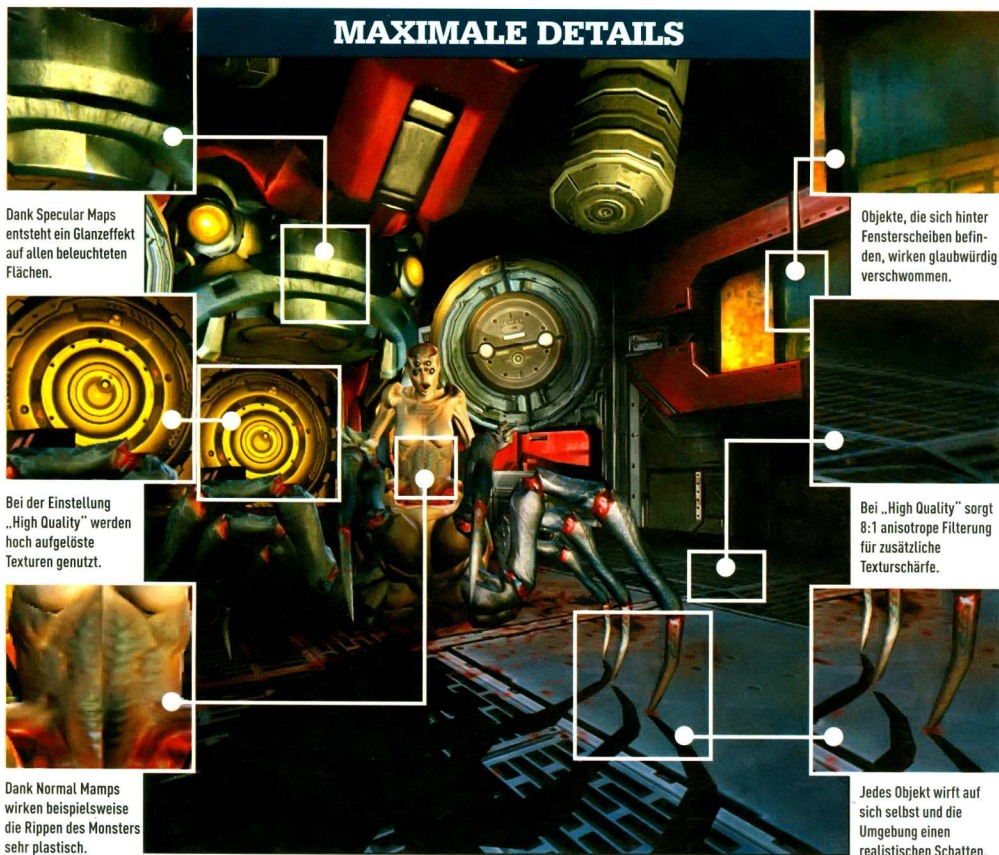 MAXIMALE DETAILS
Dank Specular Maps
entsteht ein Glanzeffekt
auf allen beleuchteten
Flächen.
Bei der Einstellung
„High Quality“ werden
hoch aufgelöste
Texturen genutzt.
Dank Normal Mamps
wirken beispielsweise
die Rippen des Monsters
sehr plastisch.
Objekte, die sich hinter
Fensterscheiben befin-
den, wirken glaubwürdig
verschwommen.
Bei „High Quality“ sorgt
8:1 anisotrope Filterung
für zusätzliche
Texturschärfe.
Jedes Objekt wirft auf
sich selbst und die
Umgebung einen
realistischen Schatten.